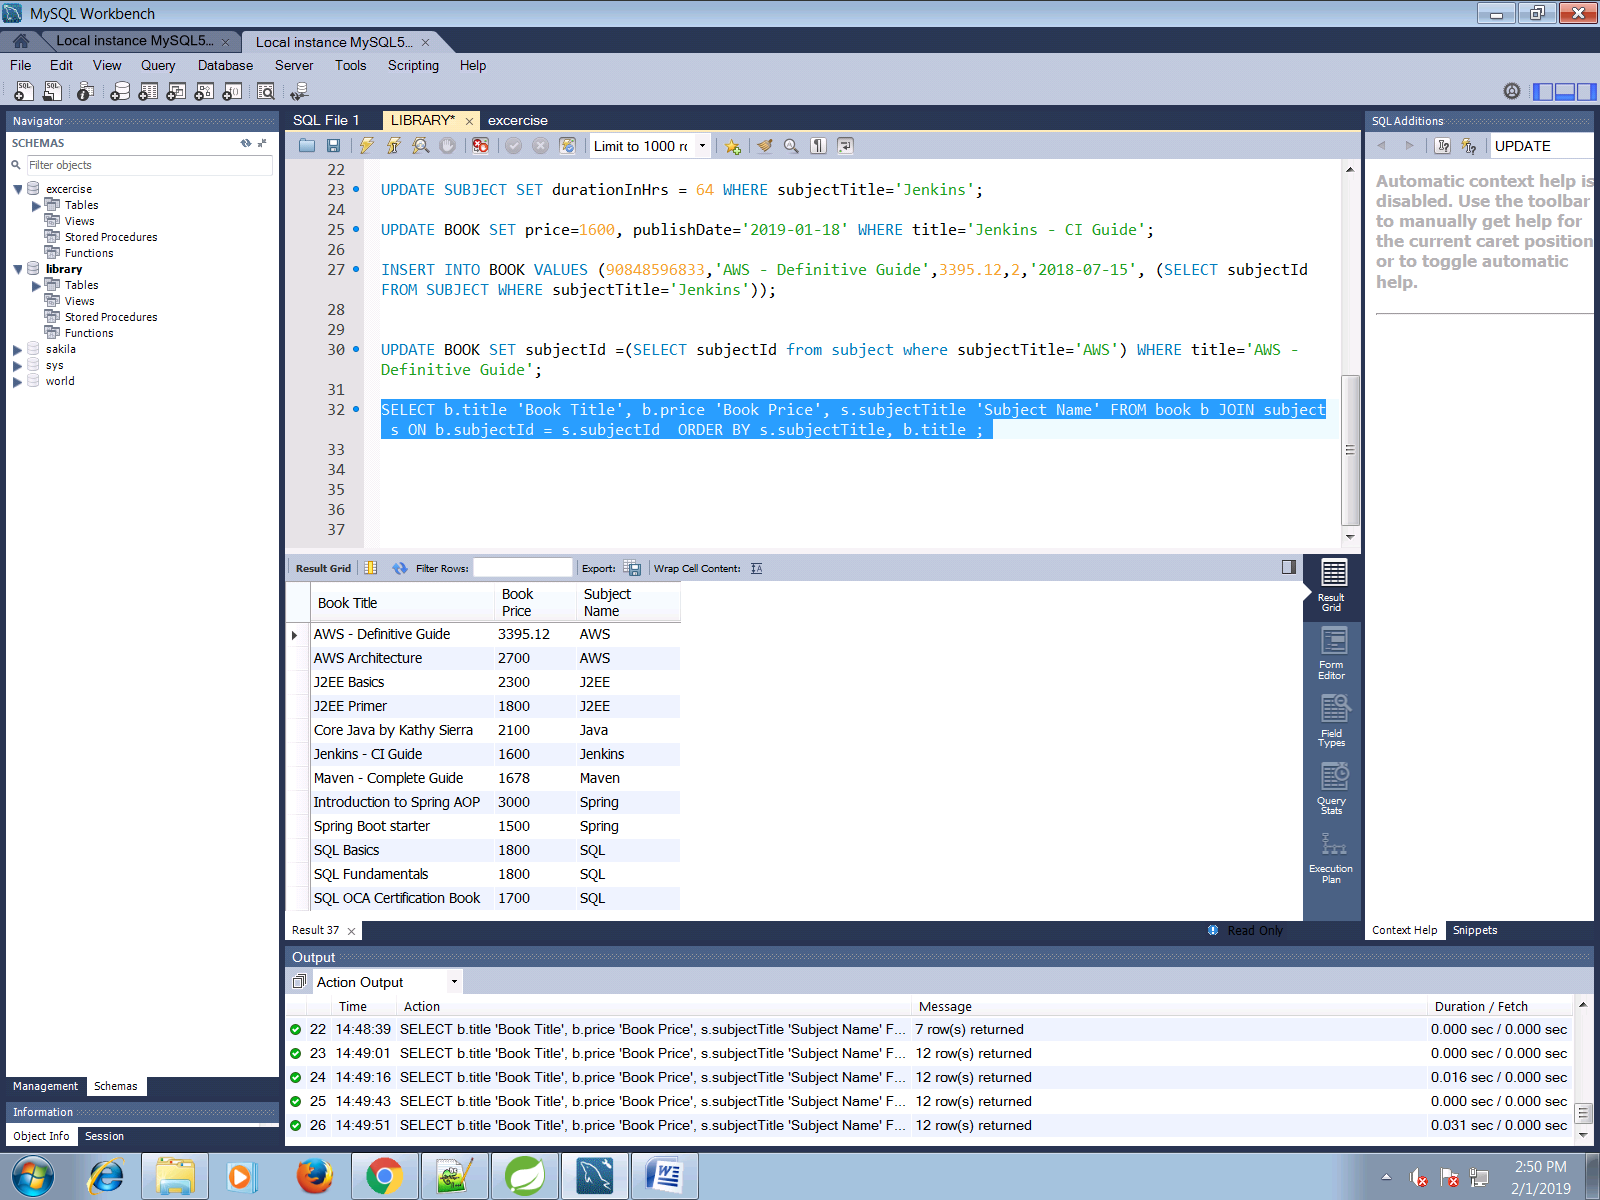 MySQL Workbench
Local instance MySQL5... ×
Local instance MySQL5... ×
File Edit View Query Database Server Tools Scripting Help
Navigator
SCHEMAS
Filter objects
excercise
Tables
Views
Stored Procedures
Functions
library
Tables
Views
Stored Procedures
Functions
sakila
sys
world
Management Schemas
Information
Object Info Session
SQL File 1 LIBRARY* × excercise
Limit to 1000 rc
22
23 UPDATE SUBJECT SET durationInHrs = 64 WHERE subjectTitle='Jenkins';
24
25 UPDATE BOOK SET price=1600, publishDate='2019-01-18' WHERE title='Jenkins - CI Guide';
26
27 INSERT INTO BOOK VALUES (90848596833,'AWS - Definitive Guide',3395.12,2,'2018-07-15', (SELECT subjectId
FROM SUBJECT WHERE subjectTitle='Jenkins'));
28
29
30 UPDATE BOOK SET subjectId =(SELECT subjectId from subject where subjectTitle='AWS') WHERE title='AWS -
Definitive Guide';
31
32 SELECT b.title 'Book Title', b.price 'Book Price', s.subjectTitle 'Subject Name' FROM book b JOIN subject
s ON b.subjectId = s.subjectId  ORDER BY s.subjectTitle, b.title ;
33
34
35
36
37
Result Grid Filter Rows: Export: Wrap Cell Content:
Book Title Book Price Subject Name
AWS - Definitive Guide 3395.12 AWS
AWS Architecture 2700 AWS
J2EE Basics 2300 J2EE
J2EE Primer 1800 J2EE
Core Java by Kathy Sierra 2100 Java
Jenkins - CI Guide 1600 Jenkins
Maven - Complete Guide 1678 Maven
Introduction to Spring AOP 3000 Spring
Spring Boot starter 1500 Spring
SQL Basics 1800 SQL
SQL Fundamentals 1800 SQL
SQL OCA Certification Book 1700 SQL
Result Grid
Form Editor
Field Types
Query Stats
Execution Plan
Result 37 × Read Only
SQL Additions
UPDATE
Automatic context help is
disabled. Use the toolbar
to manually get help for
the current caret position
or to toggle automatic
help.
Context Help Snippets
Output
Action Output
Time Action Message Duration / Fetch
22 14:48:39 SELECT b.title 'Book Title', b.price 'Book Price', s.subjectTitle 'Subject Name' F... 7 row(s) returned 0.000 sec / 0.000 sec
23 14:49:01 SELECT b.title 'Book Title', b.price 'Book Price', s.subjectTitle 'Subject Name' F... 12 row(s) returned 0.000 sec / 0.000 sec
24 14:49:16 SELECT b.title 'Book Title', b.price 'Book Price', s.subjectTitle 'Subject Name' F... 12 row(s) returned 0.016 sec / 0.000 sec
25 14:49:43 SELECT b.title 'Book Title', b.price 'Book Price', s.subjectTitle 'Subject Name' F... 12 row(s) returned 0.000 sec / 0.000 sec
26 14:49:51 SELECT b.title 'Book Title', b.price 'Book Price', s.subjectTitle 'Subject Name' F... 12 row(s) returned 0.031 sec / 0.000 sec
2:50 PM
2/1/2019